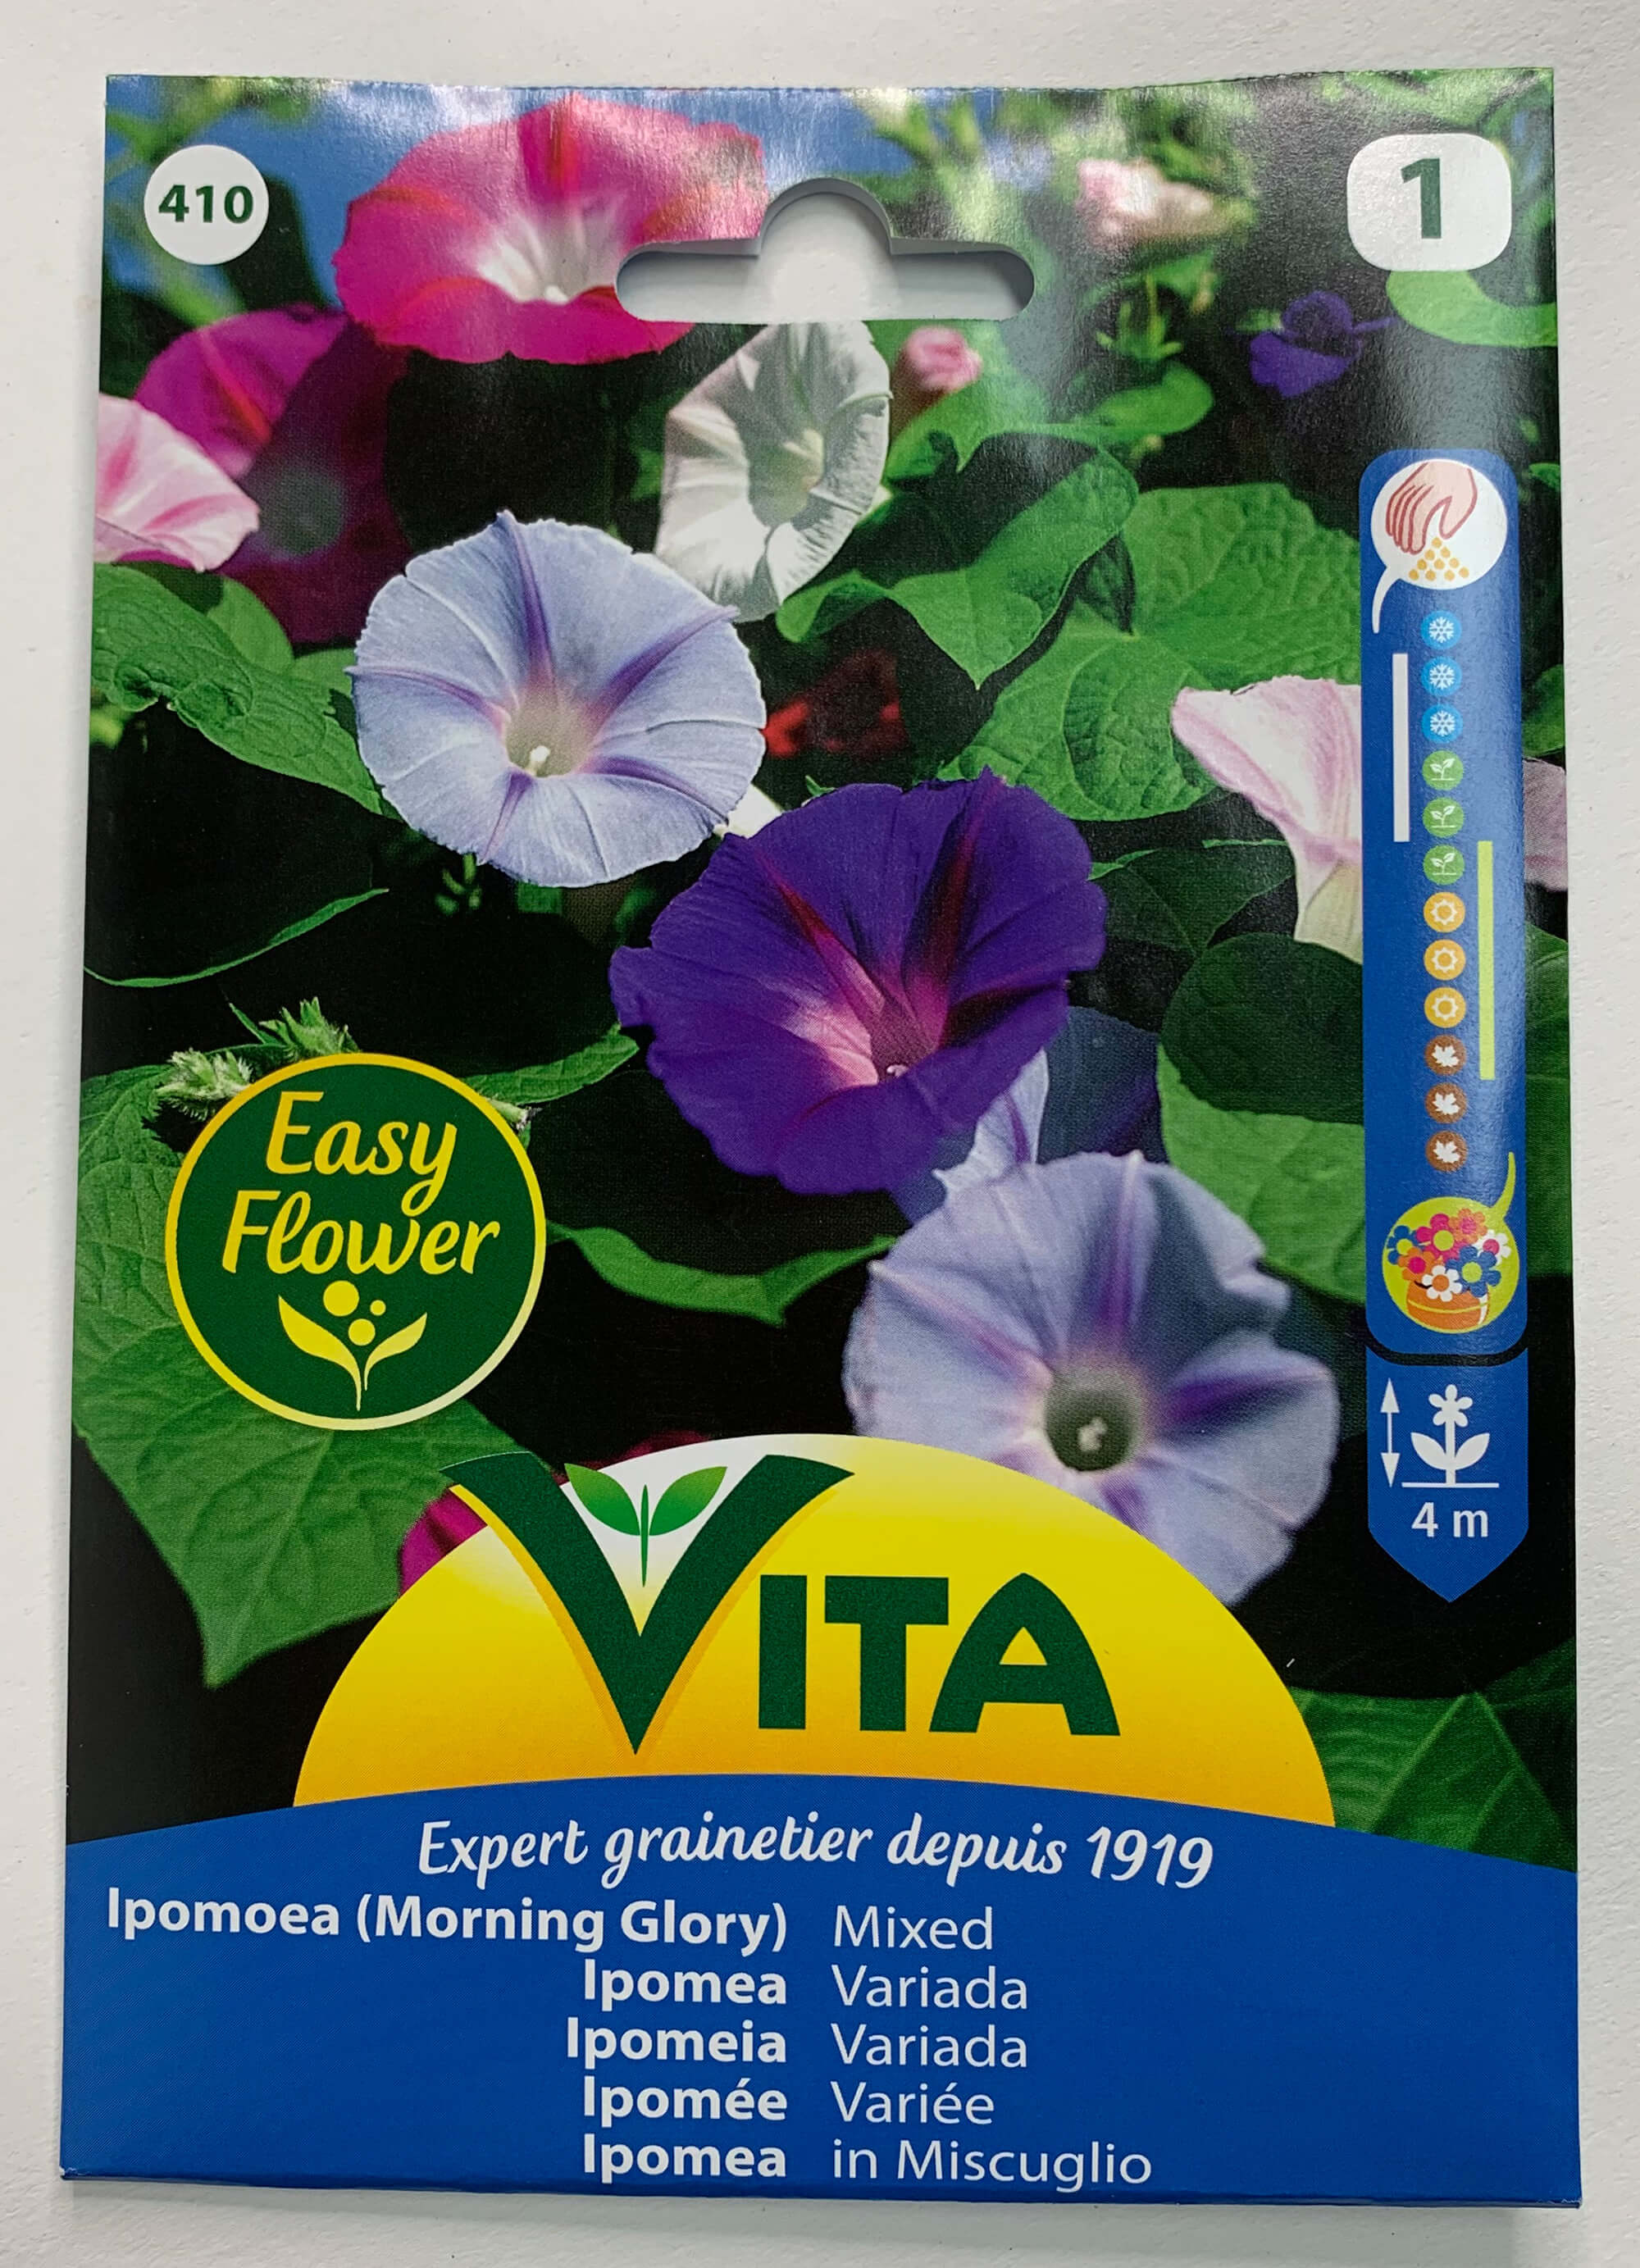 410
1
Easy
Flower
4 m
VITA
Expert grainetier depuis 1919
Ipomoea (Morning Glory) Mixed
Ipomea Variada
Ipomeia Variada
Ipomée Variée
Ipomea in Miscuglio